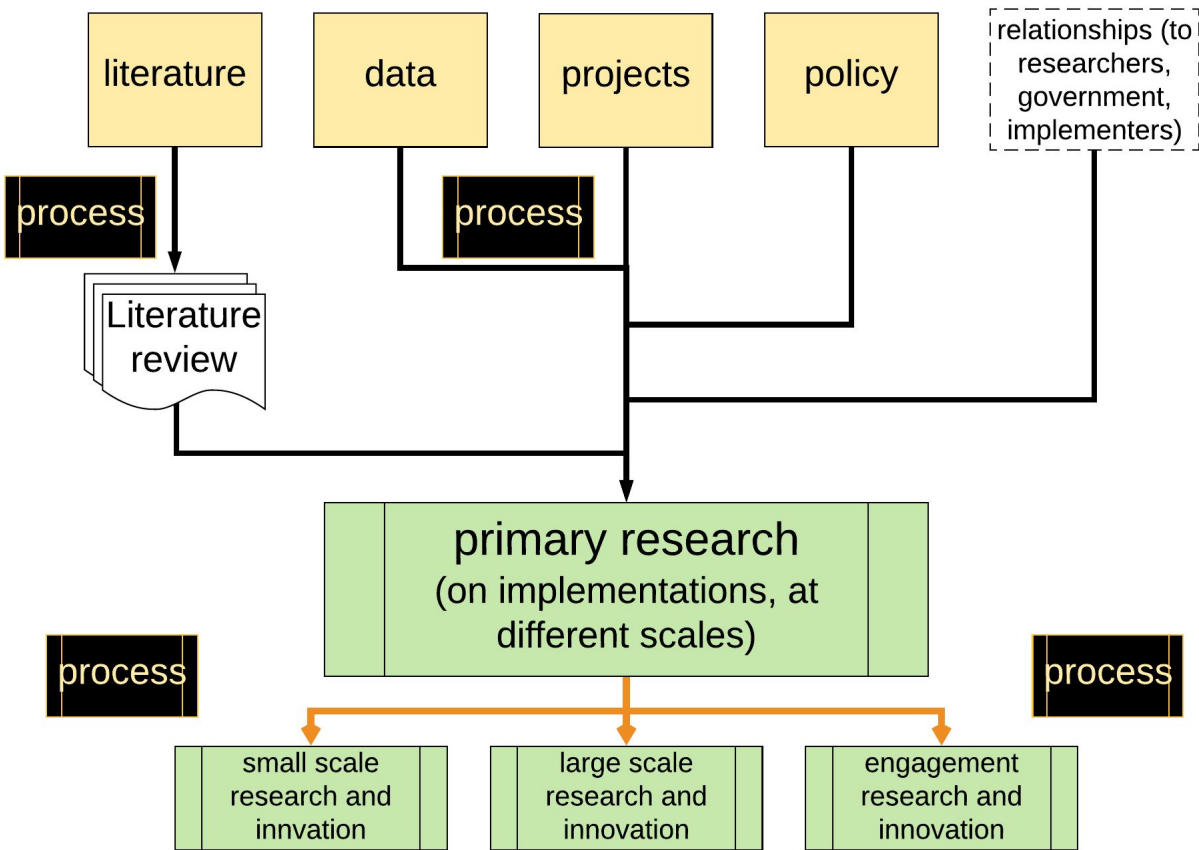 literature
data
projects
policy
relationships (to
researchers,
government,
implementers)
process
process
Literature
review
primary research
(on implementations, at
different scales)
process
process
small scale
research and
innvation
large scale
research and
innovation
engagement
research and
innovation